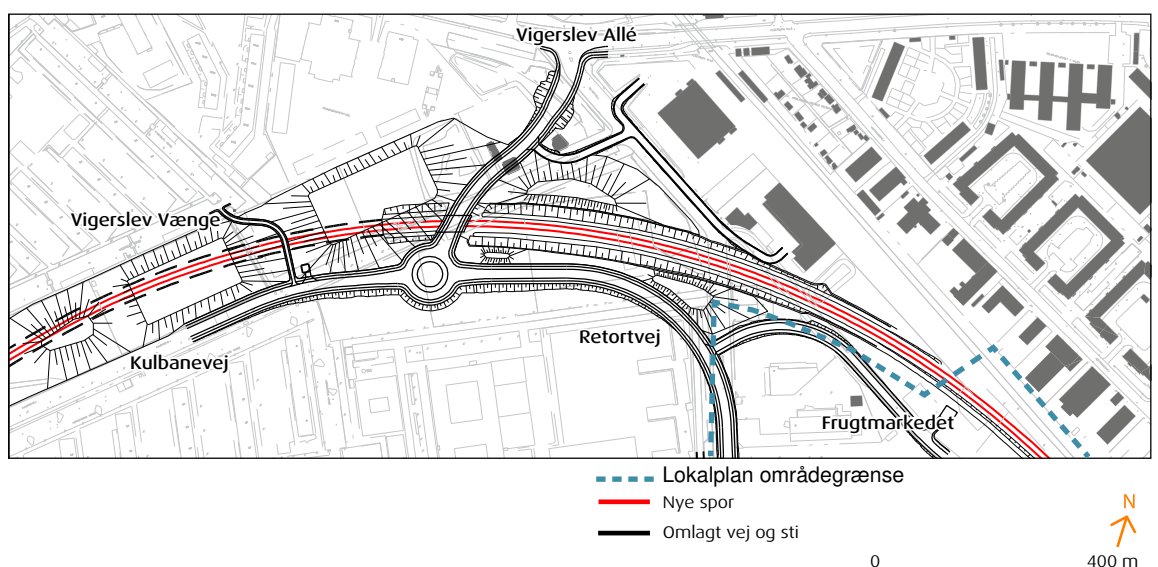 Vigerslev Allé
Vigerslev Vænge
Retortvej
Kulbanevej
Frugtmarkedet
Lokalplan områdegrænse
Nye spor
Omlagt vej og sti
N
0 400 m